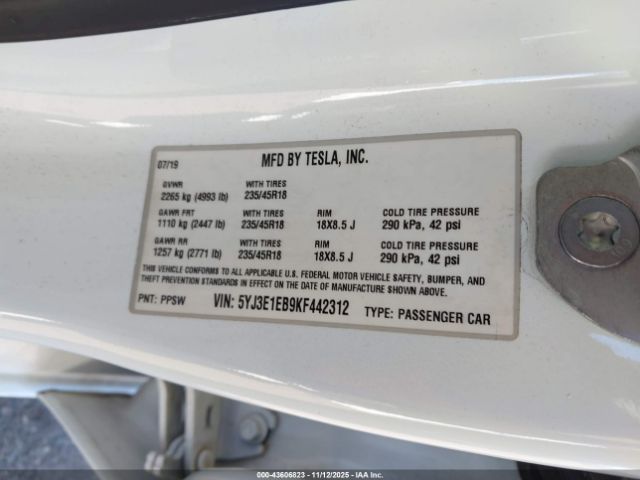 07/19 MFD BY TESLA, INC.
GVWR WITH TIRES
2265 kg (4993 lb) 235/45R18
GAWR FRT WITH TIRES RIM COLD TIRE PRESSURE
1110 kg (2447 lb) 235/45R18 18X8.5 J 290 kPa, 42 psi
GAWR RR WITH TIRES RIM COLD TIRE PRESSURE
1257 kg (2771 lb) 235/45R18 18X8.5 J 290 kPa, 42 psi
THIS VEHICLE CONFORMS TO ALL APPLICABLE U.S. FEDERAL MOTOR VEHICLE SAFETY, BUMPER, AND
THEFT PREVENTION STANDARDS IN EFFECT ON THE DATE OF MANUFACTURE SHOWN ABOVE.
PNT: PPSW VIN: 5YJ3E1EB9KF442312 TYPE: PASSENGER CAR
000-43606823 - 11/12/2025 - IAA Inc.